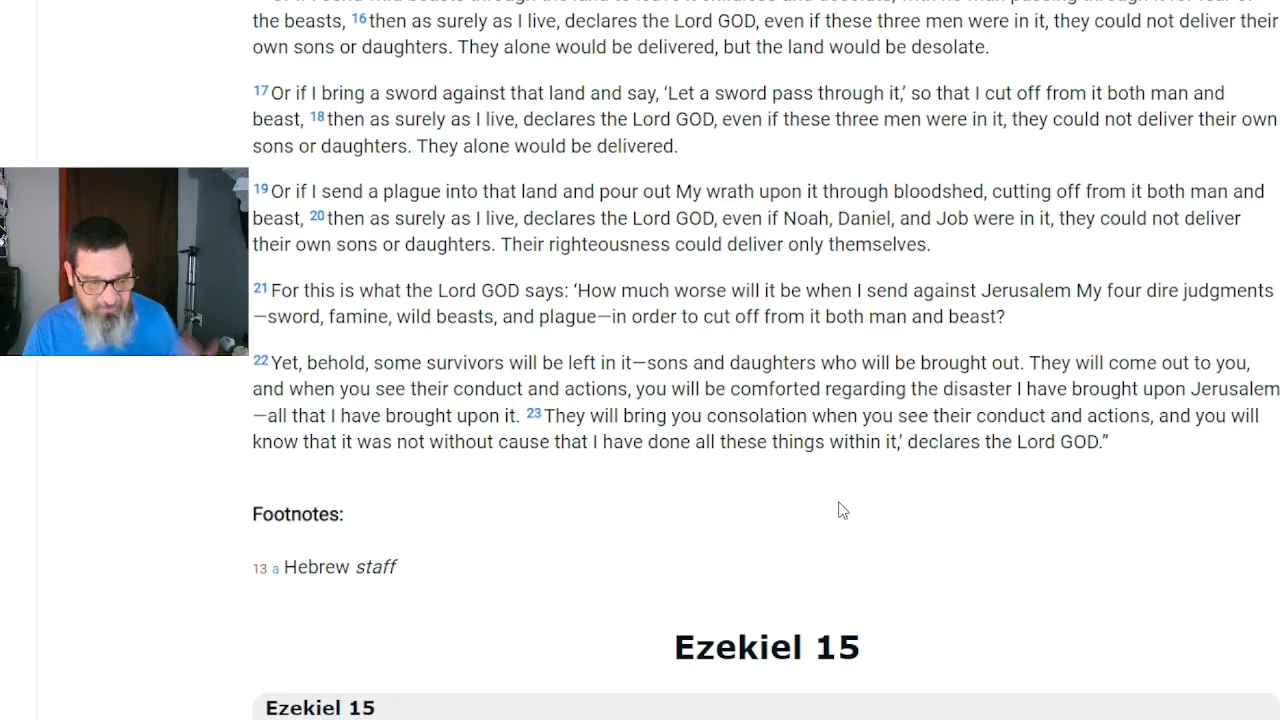 the beasts, 16 then as surely as I live, declares the Lord GOD, even if these three men were in it, they could not deliver their
own sons or daughters. They alone would be delivered, but the land would be desolate.
17 Or if I bring a sword against that land and say, ‘Let a sword pass through it,’ so that I cut off from it both man and
beast, 18 then as surely as I live, declares the Lord GOD, even if these three men were in it, they could not deliver their own
sons or daughters. They alone would be delivered.
19 Or if I send a plague into that land and pour out My wrath upon it through bloodshed, cutting off from it both man and
beast, 20 then as surely as I live, declares the Lord GOD, even if Noah, Daniel, and Job were in it, they could not deliver
their own sons or daughters. Their righteousness could deliver only themselves.
21 For this is what the Lord GOD says: ‘How much worse will it be when I send against Jerusalem My four dire judgments
—sword, famine, wild beasts, and plague—in order to cut off from it both man and beast?
22 Yet, behold, some survivors will be left in it—sons and daughters who will be brought out. They will come out to you,
and when you see their conduct and actions, you will be comforted regarding the disaster I have brought upon Jerusalem
—all that I have brought upon it. 23 They will bring you consolation when you see their conduct and actions, and you will
know that it was not without cause that I have done all these things within it,’ declares the Lord GOD.”
Footnotes:
13 a Hebrew staff
Ezekiel 15
Ezekiel 15